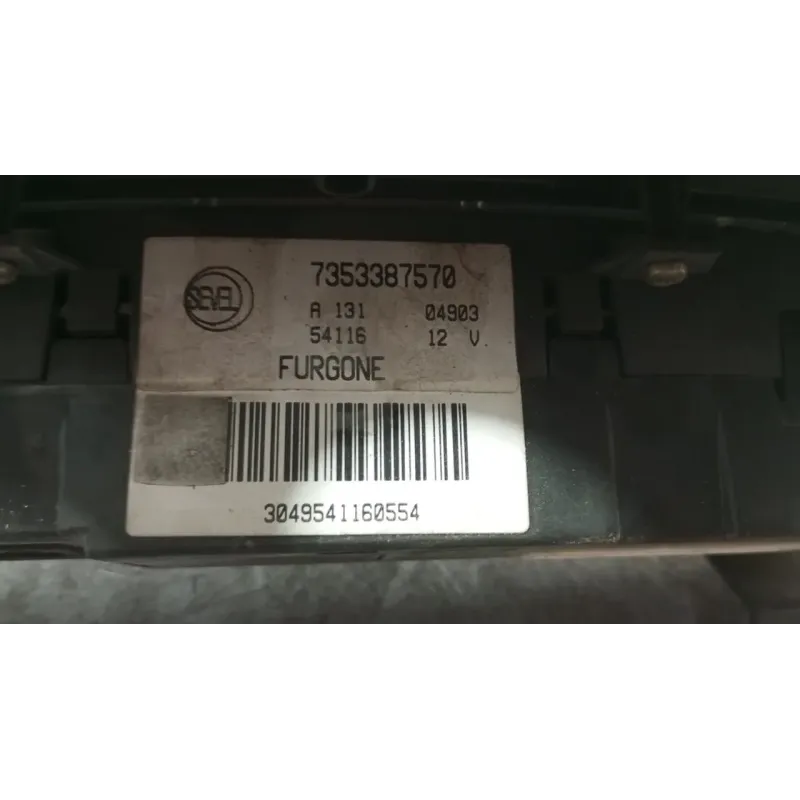 SEVEL
7353387570
A 131 04903
54116 12 V.
FURGONE
3049541160554